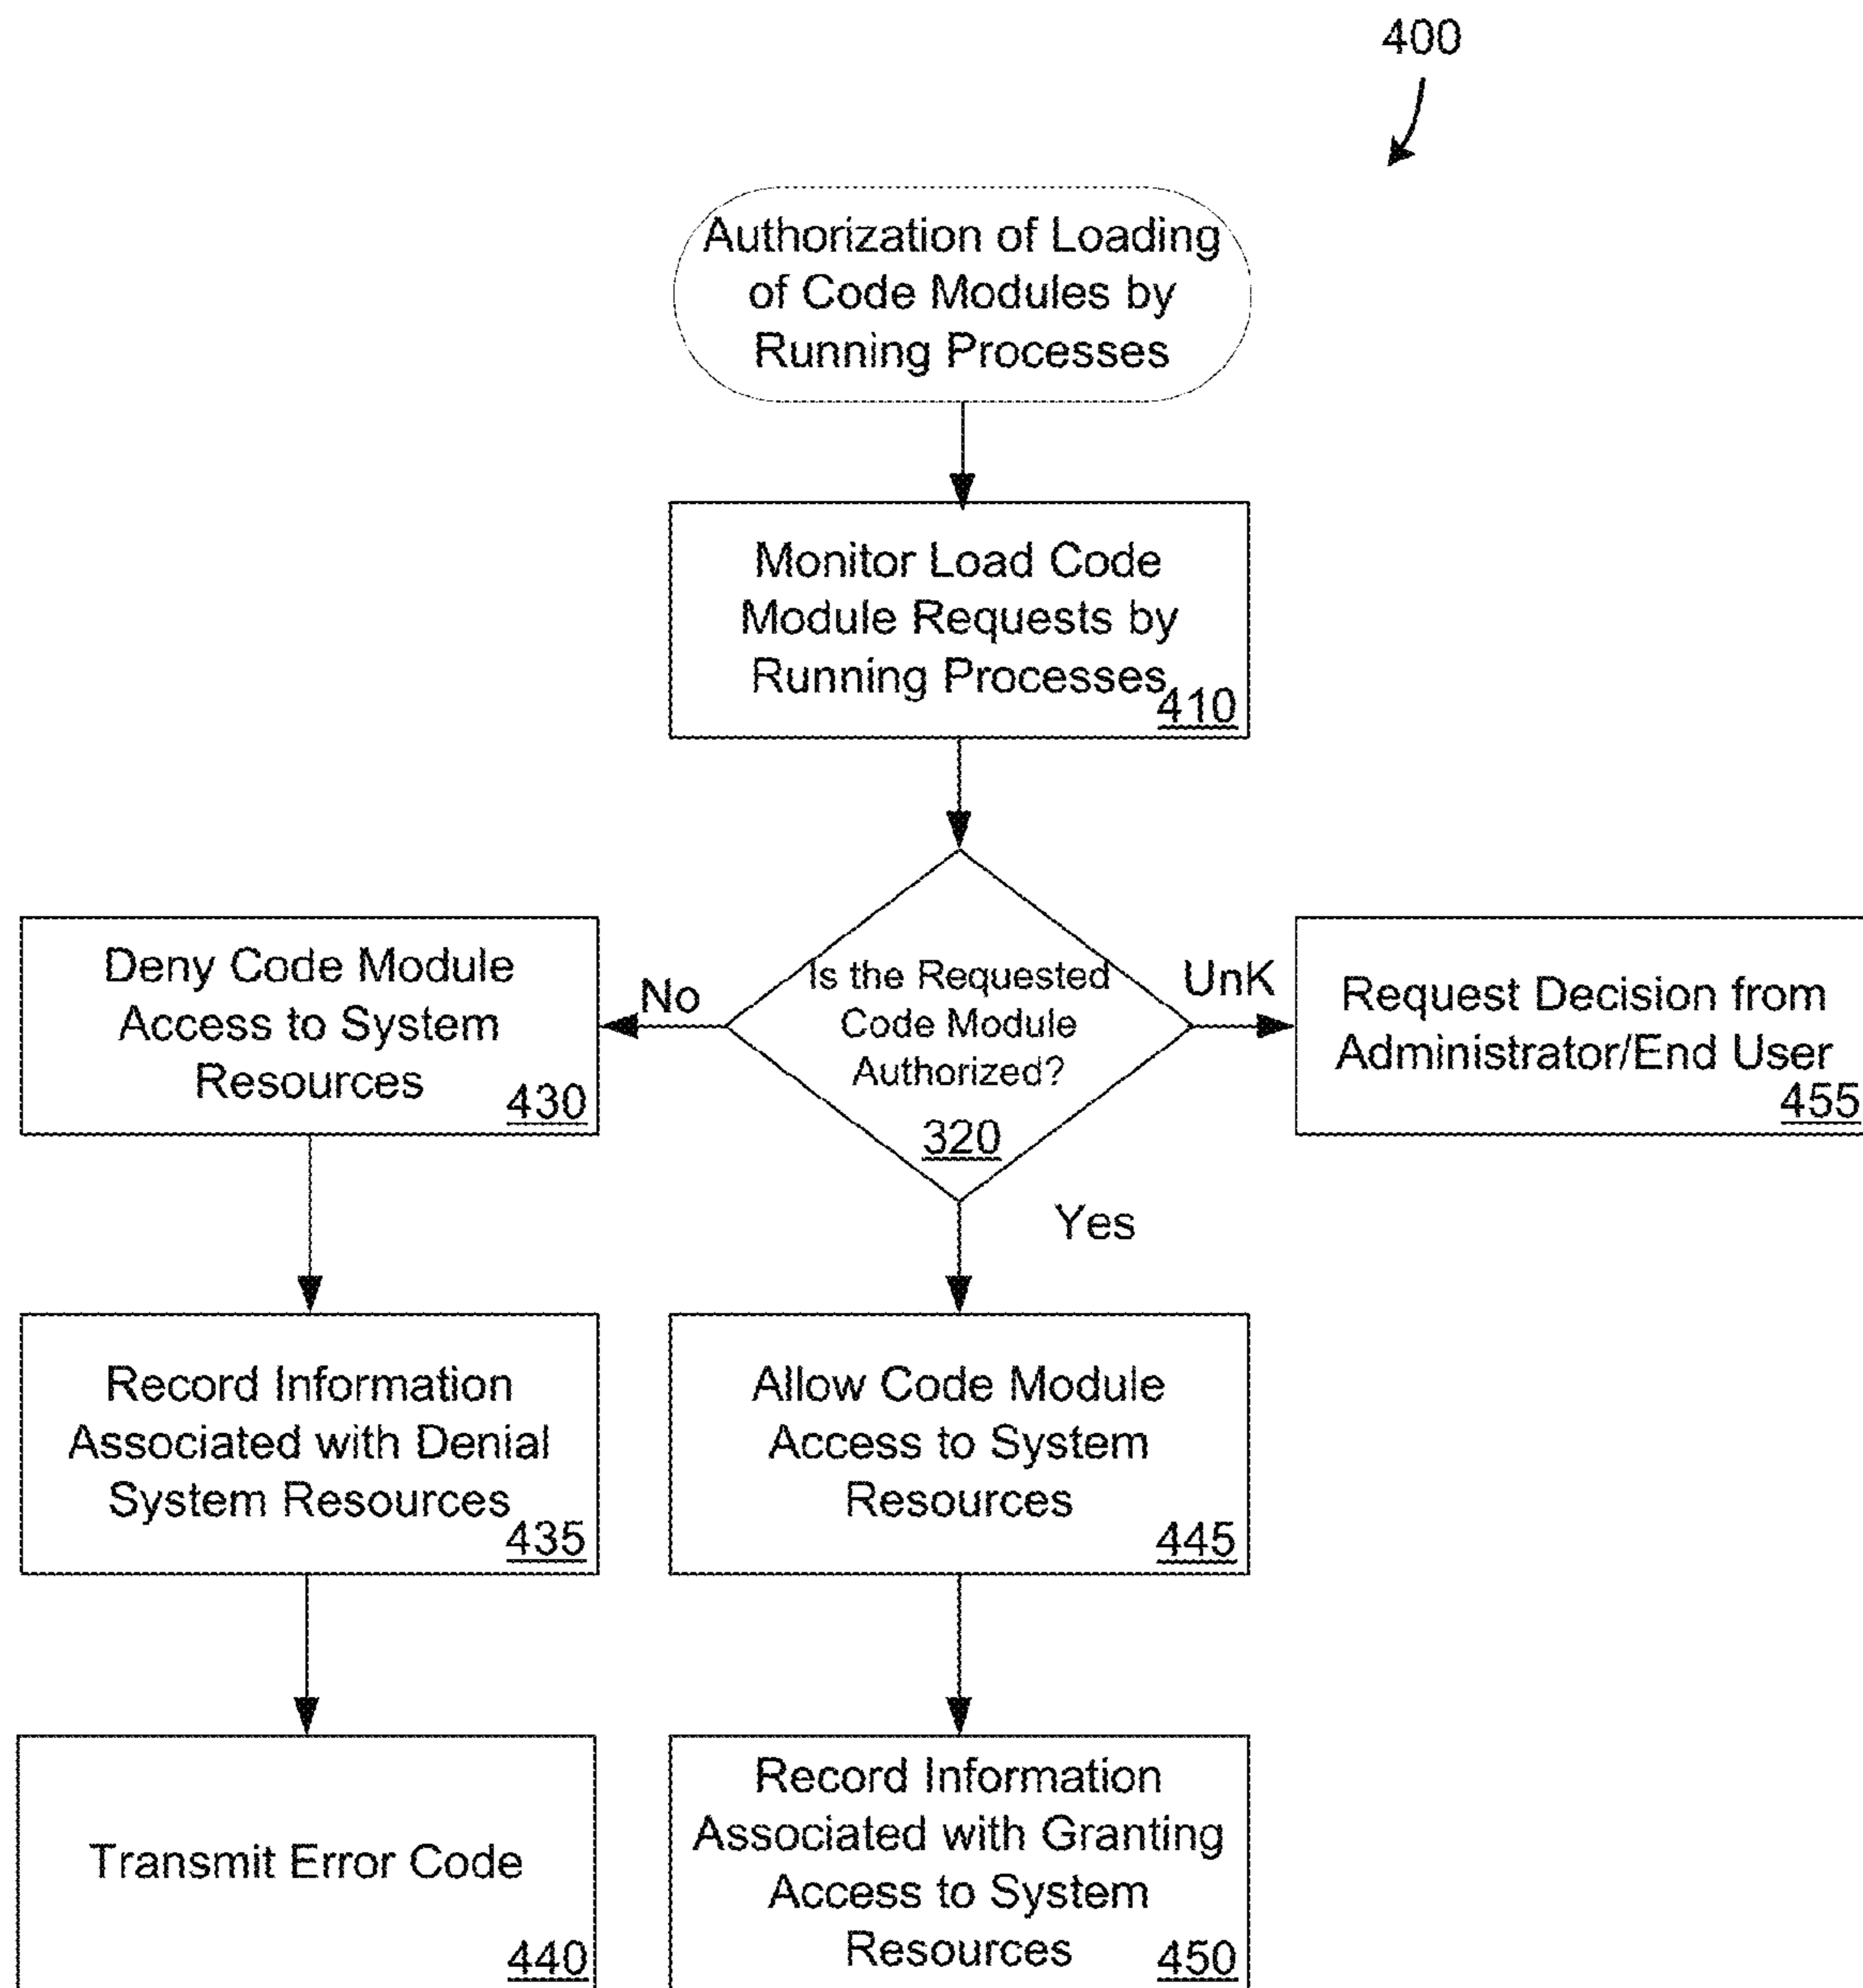 400
Authorization of Loading
of Code Modules by
Running Processes
Monitor Load Code
Module Requests by
Running Processes
410
Is the Requested
Code Module
Authorized?
320
No
UnK
Yes
Deny Code Module
Access to System
Resources
430
Request Decision from
Administrator/End User
455
Record Information
Associated with Denial
System Resources
435
Allow Code Module
Access to System
Resources
445
Transmit Error Code
440
Record Information
Associated with Granting
Access to System
Resources
450